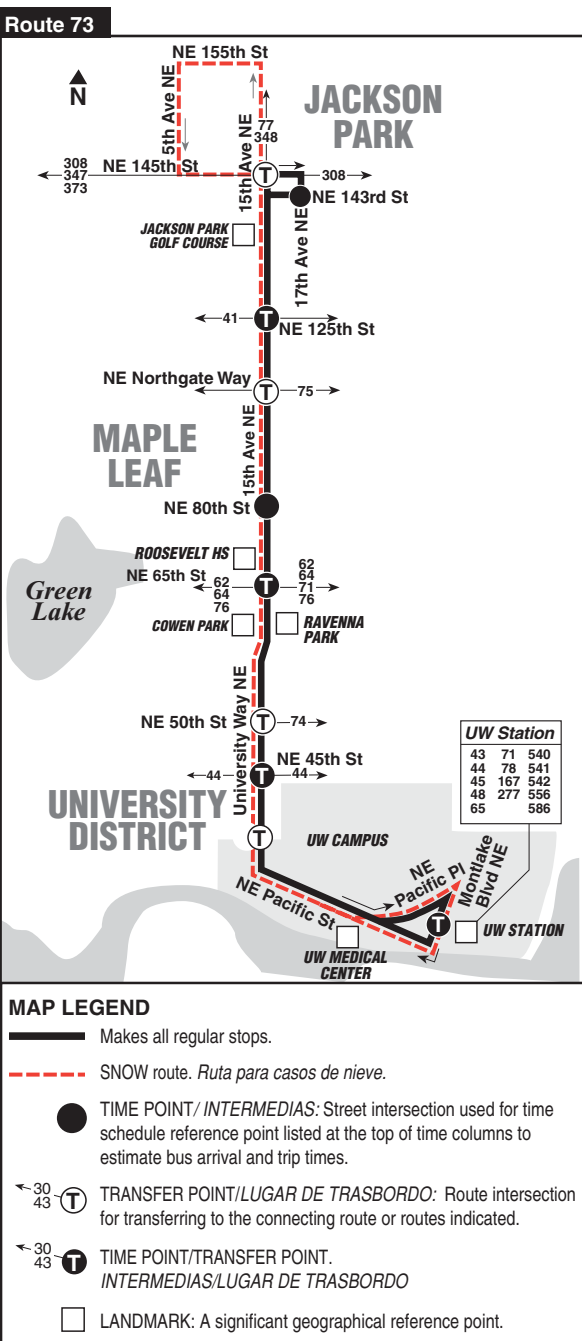 Route 73
NE 155th St
N
5th Ave NE
15th Ave NE
JACKSON
PARK
77
348
308
347
373
NE 145th St
T
308
NE 143rd St
JACKSON PARK
GOLF COURSE
17th Ave NE
41
T
NE 125th St
NE Northgate Way
T
75
MAPLE
LEAF
15th Ave NE
NE 80th St
ROOSEVELT HS
NE 65th St
62
64
76
T
62
64
71
76
Green
Lake
COWEN PARK
RAVENNA
PARK
University Way NE
NE 50th St
T
74
NE 45th St
44
T
44
UNIVERSITY
DISTRICT
T
UW CAMPUS
UW Station
43 71 540
44 78 541
45 167 542
48 277 556
65 586
NE
Pacific Pl
Montlake
Blvd NE
NE Pacific St
T
UW STATION
UW MEDICAL
CENTER
MAP LEGEND
Makes all regular stops.
SNOW route. Ruta para casos de nieve.
TIME POINT/ INTERMEDIAS: Street intersection used for time
schedule reference point listed at the top of time columns to
estimate bus arrival and trip times.
30
43
T
TRANSFER POINT/LUGAR DE TRASBORDO: Route intersection
for transferring to the connecting route or routes indicated.
30
43
T
TIME POINT/TRANSFER POINT.
INTERMEDIAS/LUGAR DE TRASBORDO
LANDMARK: A significant geographical reference point.